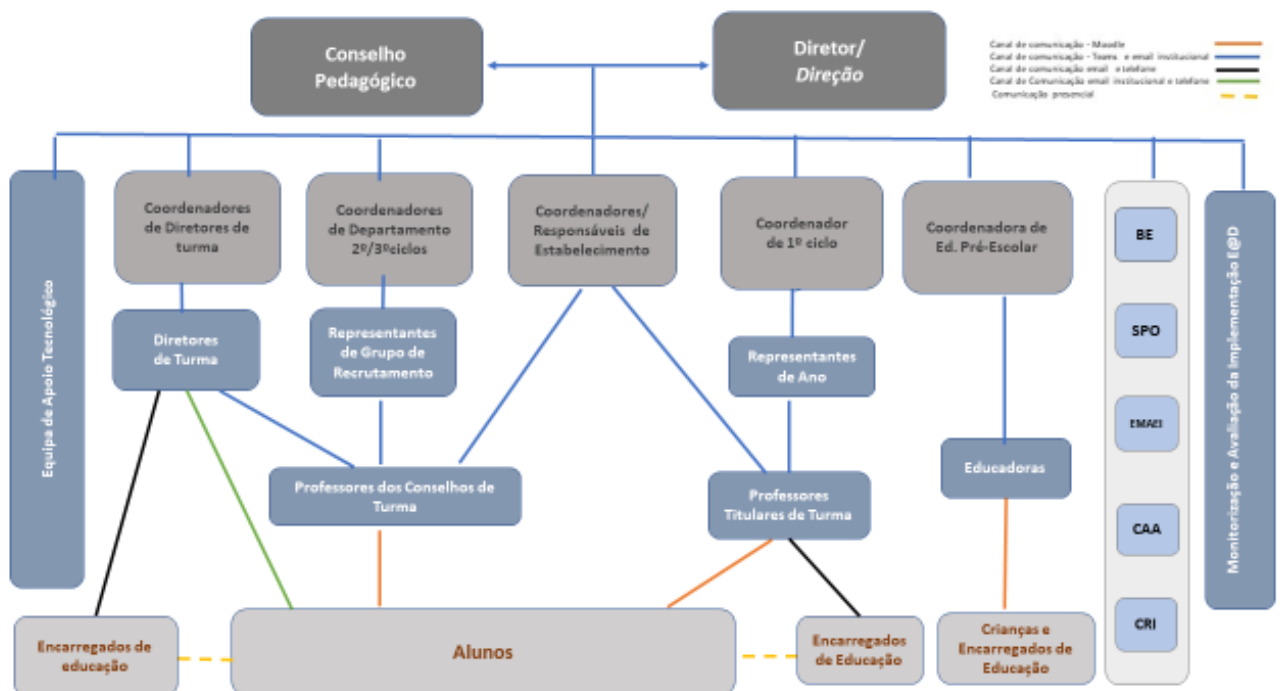 Conselho
Pedagógico
Diretor/
Direção
Canal de comunicação - Moodle
Canal de comunicação - Teams e email institucional
Canal de comunicação email e telefone
Canal de Comunicação email institucional e telefone
Comunicação presencial
Equipa de Apoio Tecnológico
Coordenadores
de Diretores de
turma
Coordenadores
de Departamento
2º/3ºciclos
Coordenadores/
Responsáveis de
Estabelecimento
Coordenador
de 1º ciclo
Coordenadora de
Ed. Pré-Escolar
BE
SPO
EMAEI
CAA
CRI
Monitorização e Avaliação da Implementação E@D
Diretores
de Turma
Representantes
de Grupo de
Recrutamento
Representantes
de Ano
Professores dos Conselhos de
Turma
Professores
Titulares de Turma
Educadoras
Encarregados de
educação
Alunos
Encarregados
de Educação
Crianças e
Encarregados de
Educação